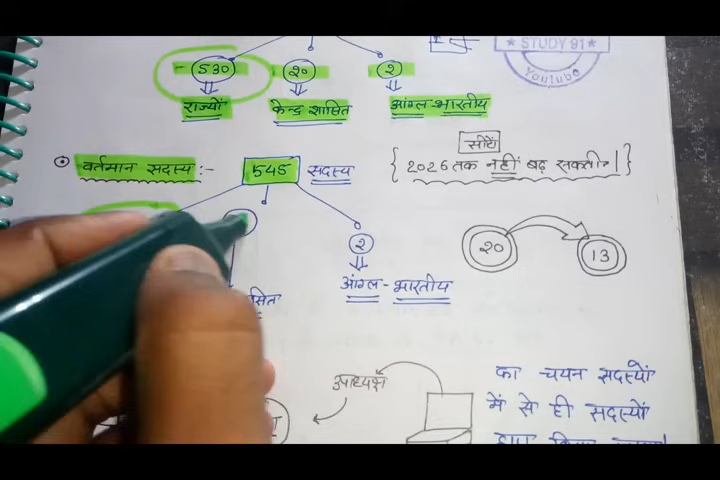 ★ STUDY 91 ★
Youtube
530 20 2
राज्यों केन्द्र शासित आंग्ल-भारतीय
सीटें
वर्तमान सदस्य :- 545 सदस्य { 2026 तक नहीं बढ़ सकती। }
2 20 13
आंग्ल-भारतीय
उपाध्यक्ष
का चयन सदस्यों
में से ही सदस्यों